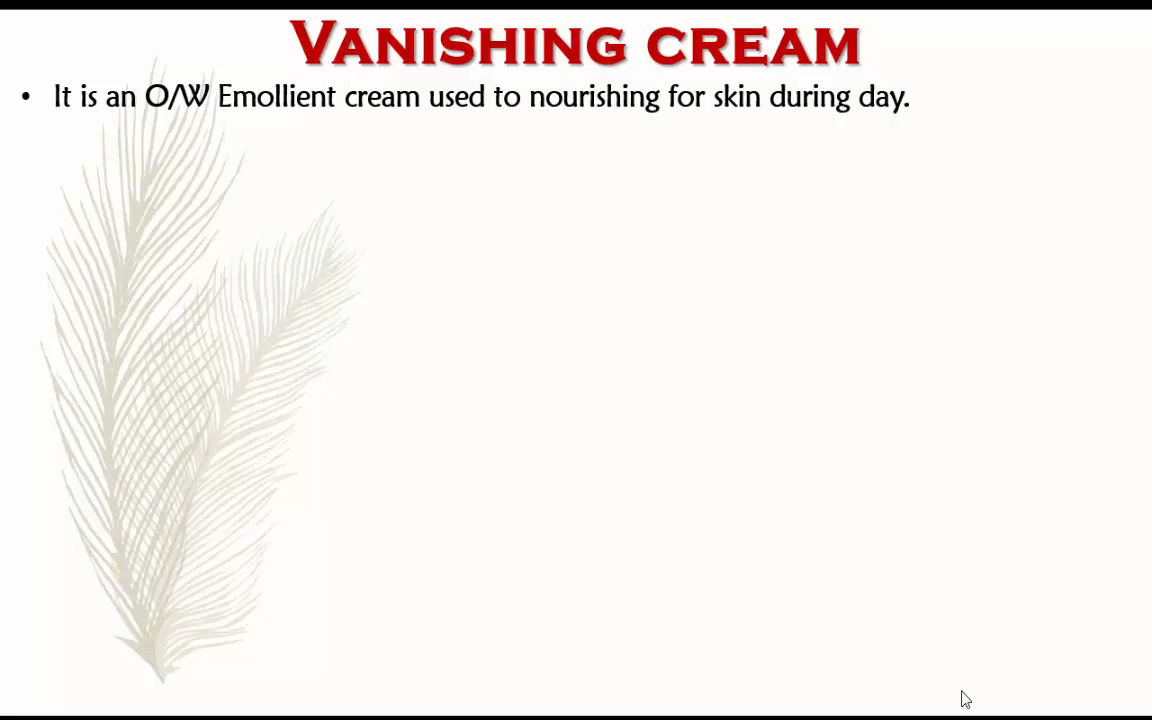 VANISHING CREAM
• It is an O/W Emollient cream used to nourishing for skin during day.